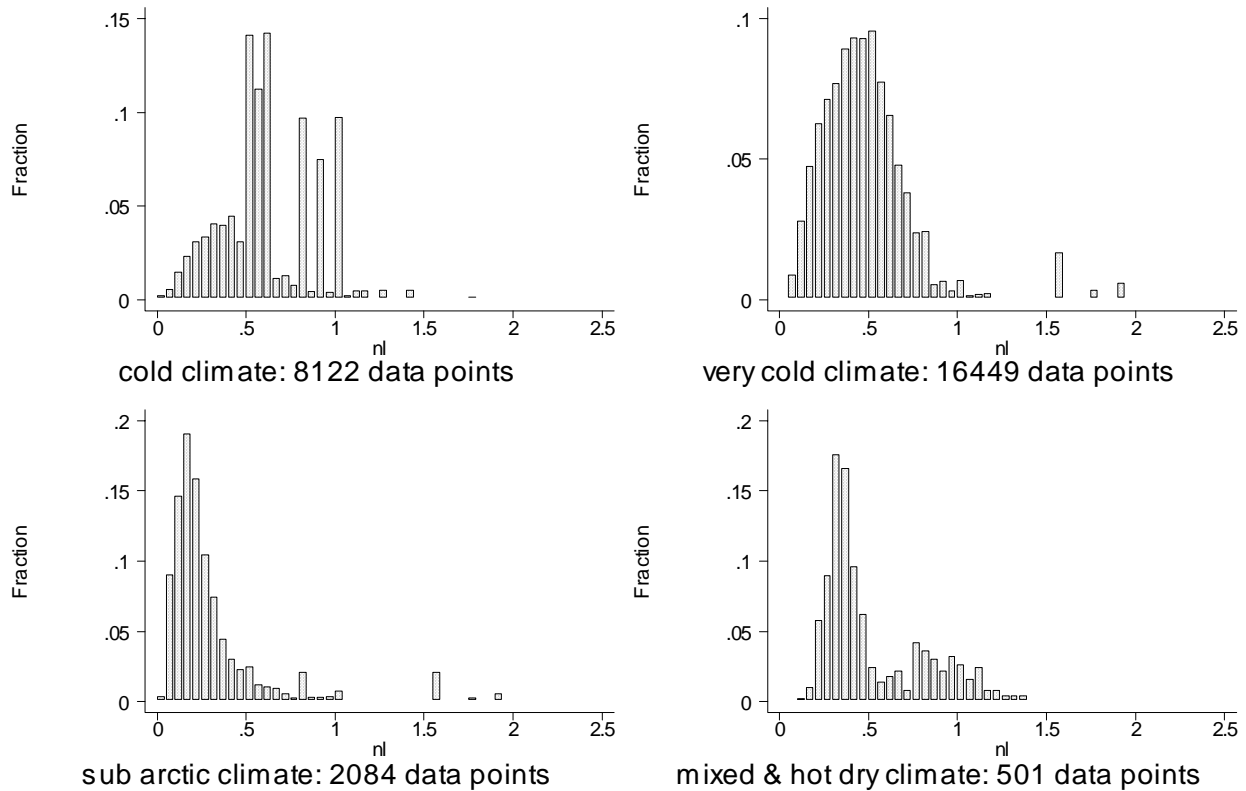 .15
.1
.05
0
Fraction
0 .5 1 1.5 2 2.5
nl
cold climate: 8122 data points
.1
.05
0
Fraction
0 .5 1 1.5 2 2.5
nl
very cold climate: 16449 data points
.2
.15
.1
.05
0
Fraction
0 .5 1 1.5 2 2.5
nl
sub arctic climate: 2084 data points
.2
.15
.1
.05
0
Fraction
0 .5 1 1.5 2 2.5
nl
mixed & hot dry climate: 501 data points